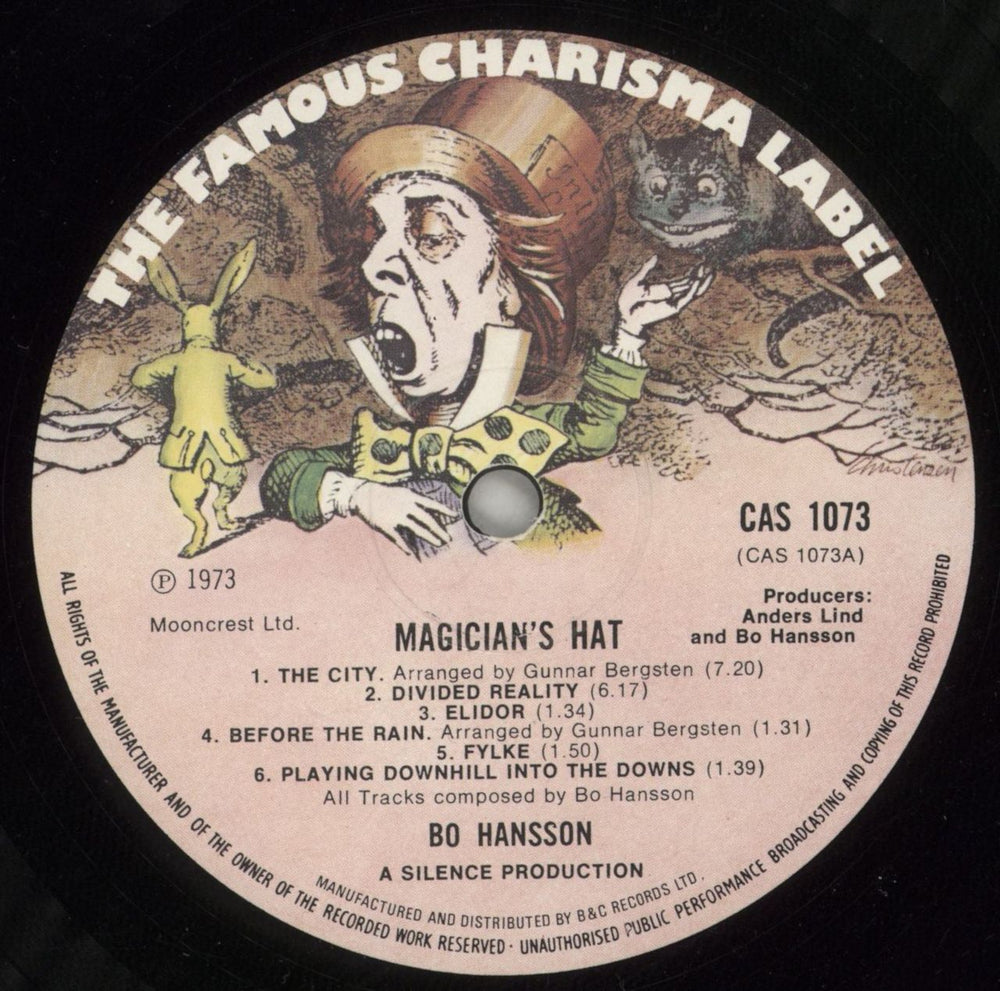 THE FAMOUS CHARISMA LABEL
Christensen
CAS 1073
(CAS 1073A)
Ⓟ 1973
Mooncrest Ltd.
Producers:
Anders Lind
and Bo Hansson
MAGICIAN'S HAT
1. THE CITY. Arranged by Gunnar Bergsten (7.20)
2. DIVIDED REALITY (6.17)
3. ELIDOR (1.34)
4. BEFORE THE RAIN. Arranged by Gunnar Bergsten (1.31)
5. FYLKE (1.50)
6. PLAYING DOWNHILL INTO THE DOWNS (1.39)
All Tracks composed by Bo Hansson
BO HANSSON
A SILENCE PRODUCTION
MANUFACTURED AND DISTRIBUTED BY B&C RECORDS LTD.
ALL RIGHTS OF THE MANUFACTURER AND OF THE OWNER OF THE RECORDED WORK RESERVED · UNAUTHORISED PUBLIC PERFORMANCE BROADCASTING AND COPYING OF THIS RECORD PROHIBITED